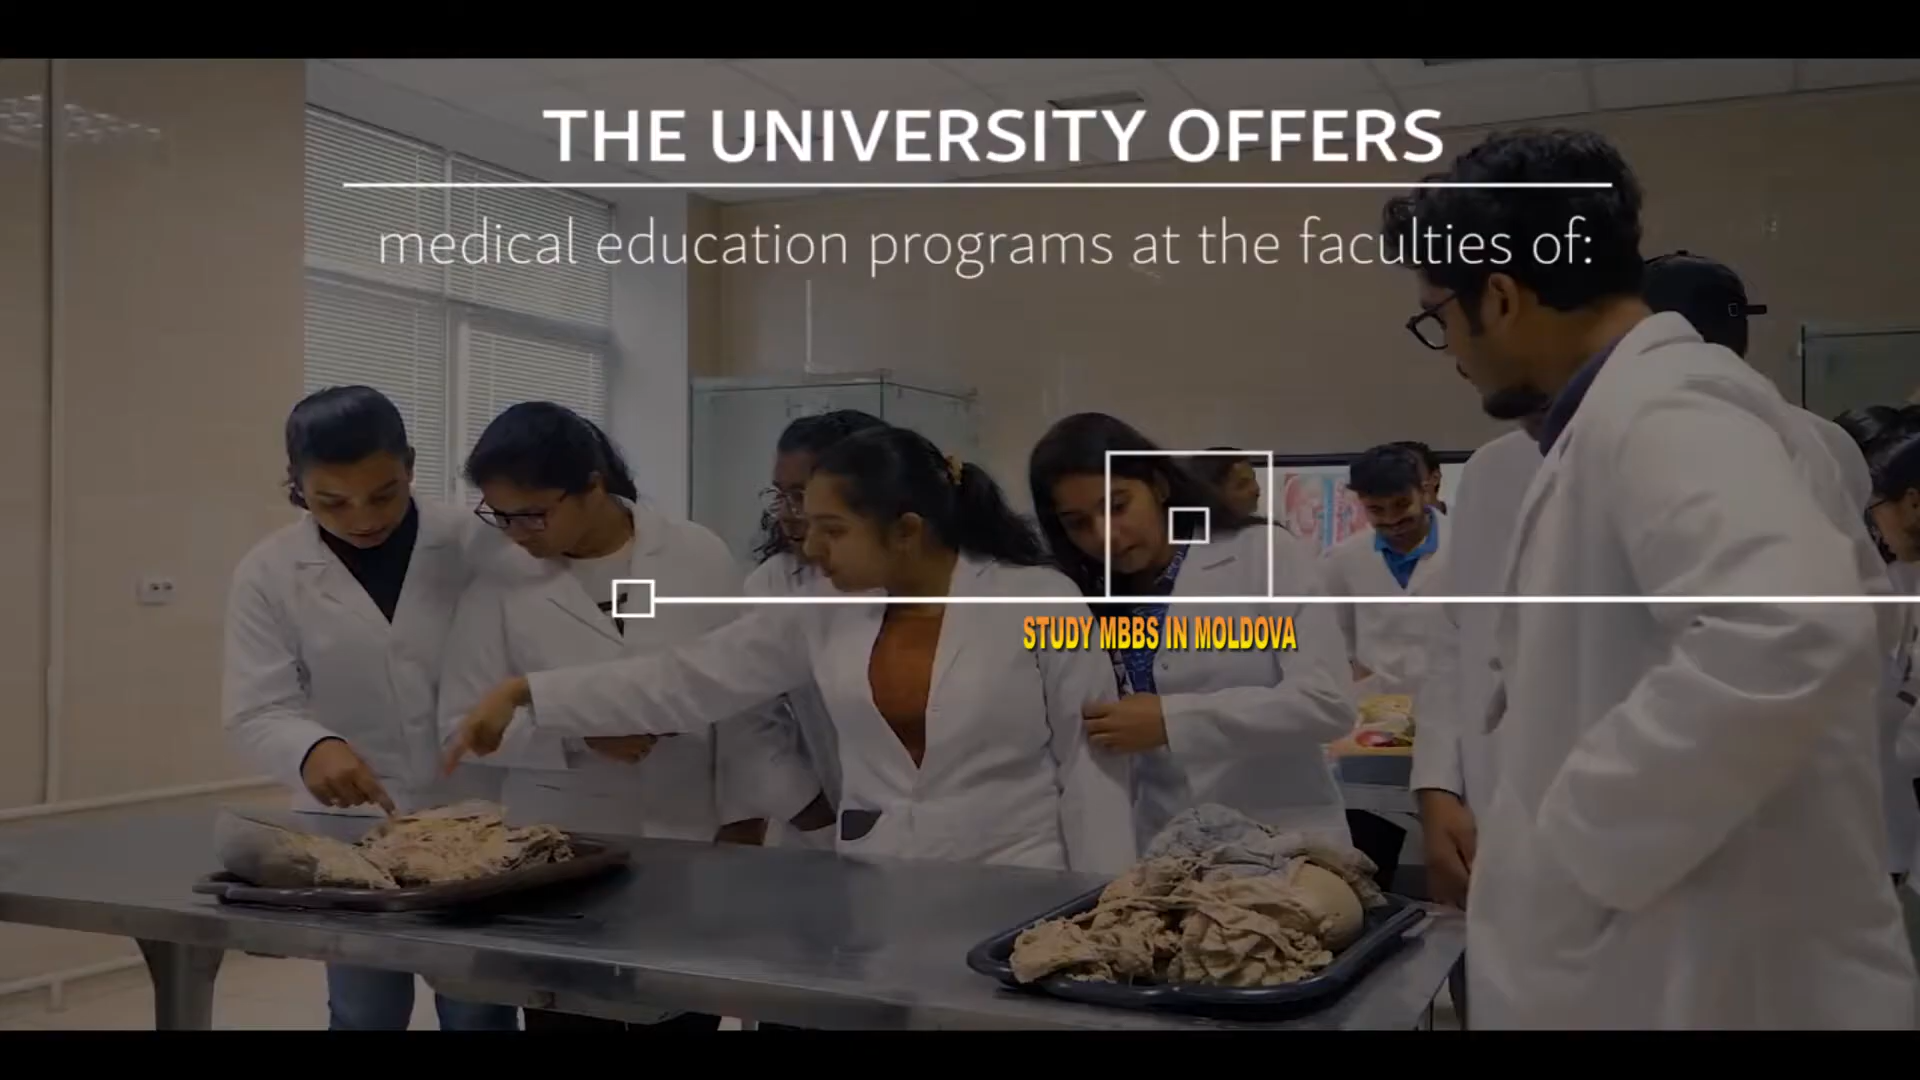 THE UNIVERSITY OFFERS
medical education programs at the faculties of:
STUDY MBBS IN MOLDOVA